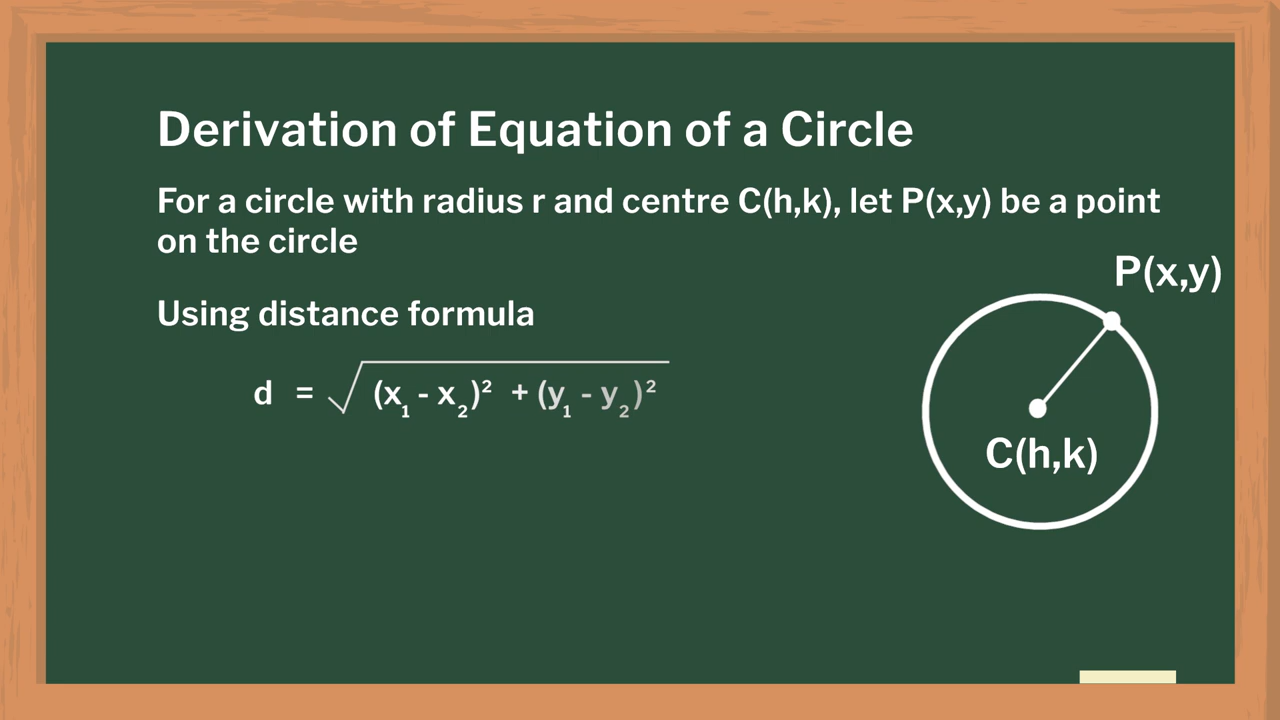 Derivation of Equation of a Circle
For a circle with radius r and centre C(h,k), let P(x,y) be a point
on the circle
P(x,y)
Using distance formula
d = √(x₁ - x₂)² + (y₁ - y₂)²
C(h,k)